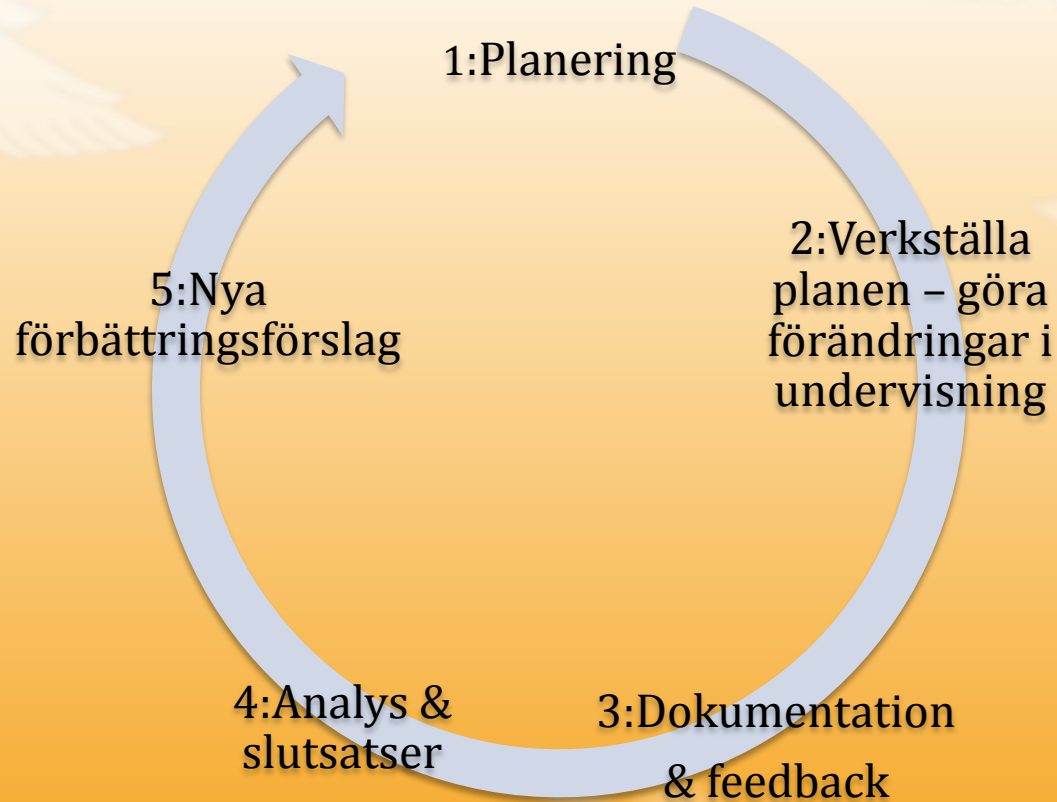 1:Planering
2:Verkställa
planen – göra
förändringar i
undervisning
3:Dokumentation
& feedback
4:Analys &
slutsatser
5:Nya
förbättringsförslag